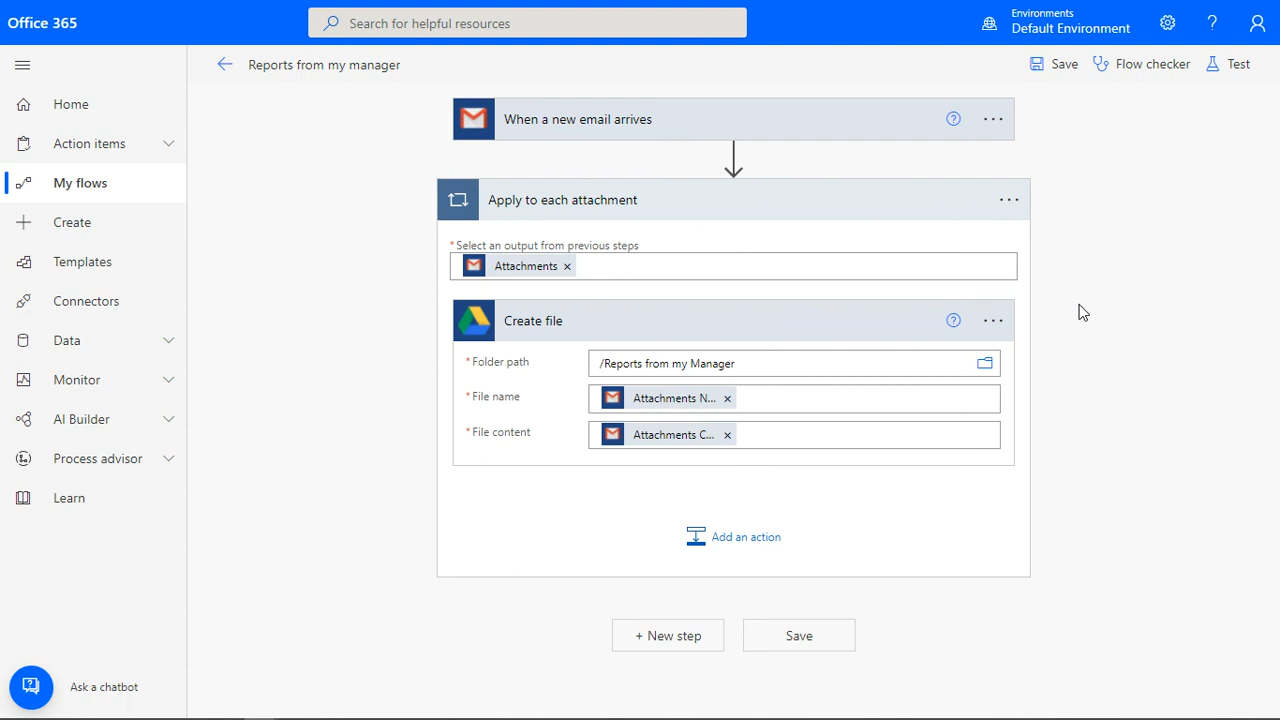 Office 365
Search for helpful resources
Environments
Default Environment
?
Reports from my manager
Save
Flow checker
Test
Home
Action items
My flows
Create
Templates
Connectors
Data
Monitor
AI Builder
Process advisor
Learn
Ask a chatbot
When a new email arrives
?
Apply to each attachment
*Select an output from previous steps
Attachments ×
Create file
?
*Folder path
/Reports from my Manager
*File name
Attachments N... ×
*File content
Attachments C... ×
Add an action
+ New step
Save